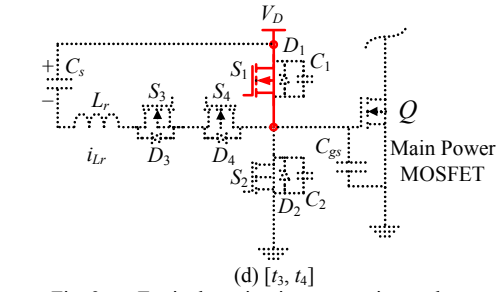 V_D
D_1
+ C_s
S_1
C_1
−
L_r
S_3
S_4
Q
i_Lr
D_3
D_4
C_gs
Main Power
MOSFET
S_2
D_2
C_2
(d) [t_3, t_4]